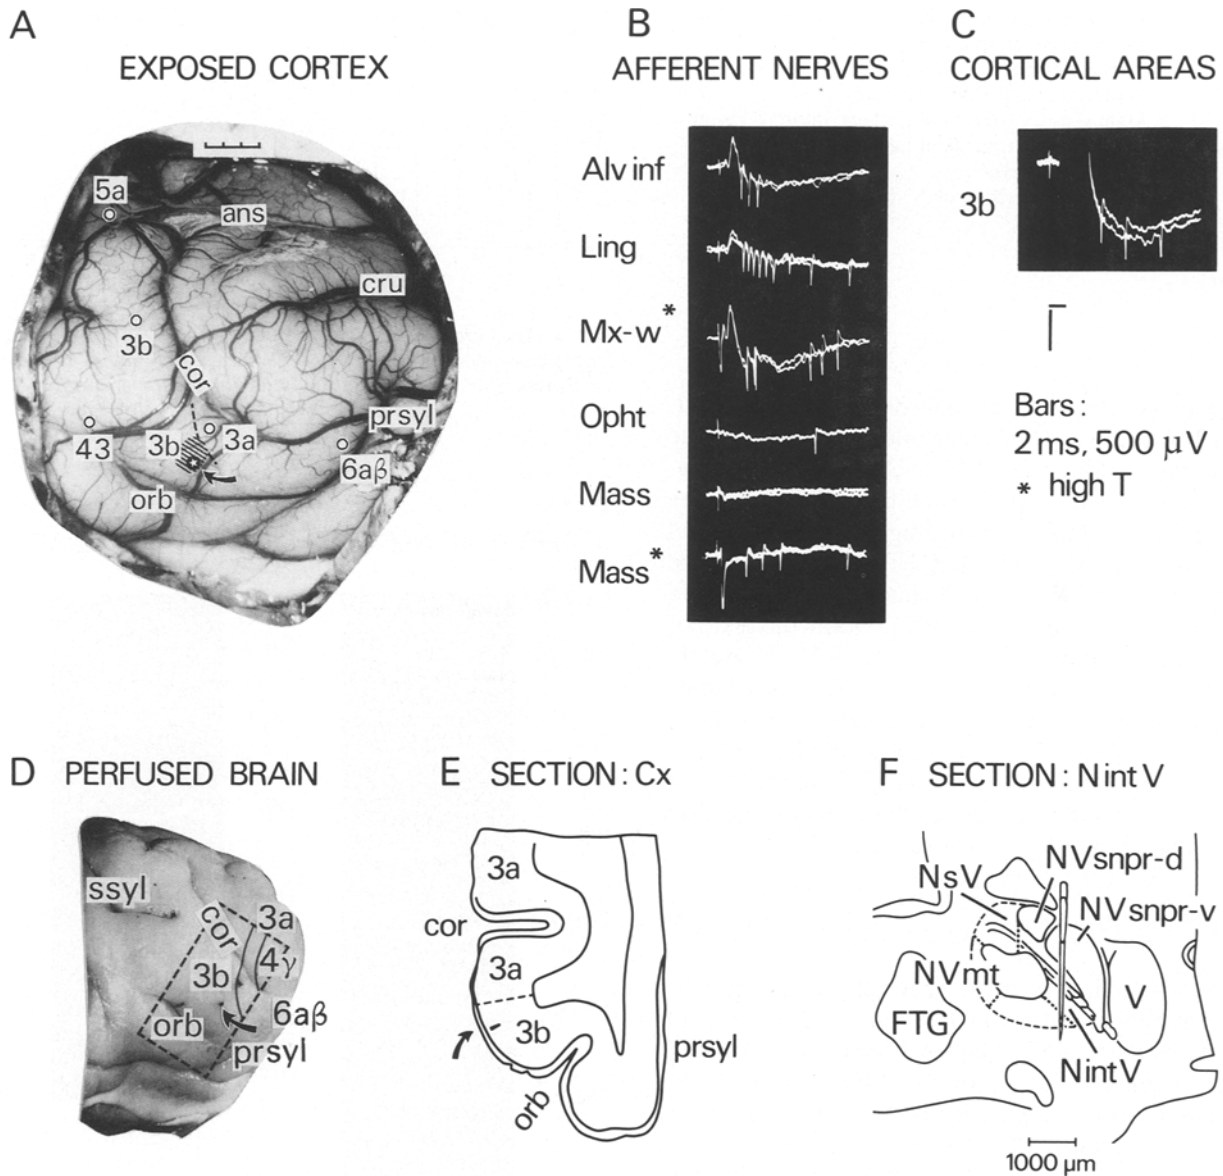 A
EXPOSED CORTEX
5a
ans
cru
3b
cor
prsyl
43
3b
3a
6aβ
orb
B
AFFERENT NERVES
Alv inf
Ling
Mx-w*
Opht
Mass
Mass*
C
CORTICAL AREAS
3b
Bars:
2 ms, 500 µV
* high T
D PERFUSED BRAIN
ssyl
cor
3a
4γ
3b
orb
6aβ
prsyl
E SECTION: Cx
3a
cor
3a
3b
prsyl
orb
F SECTION: N int V
NVsnpr-d
NsV
NVsnpr-v
NVmt
V
FTG
NintV
1000 µm